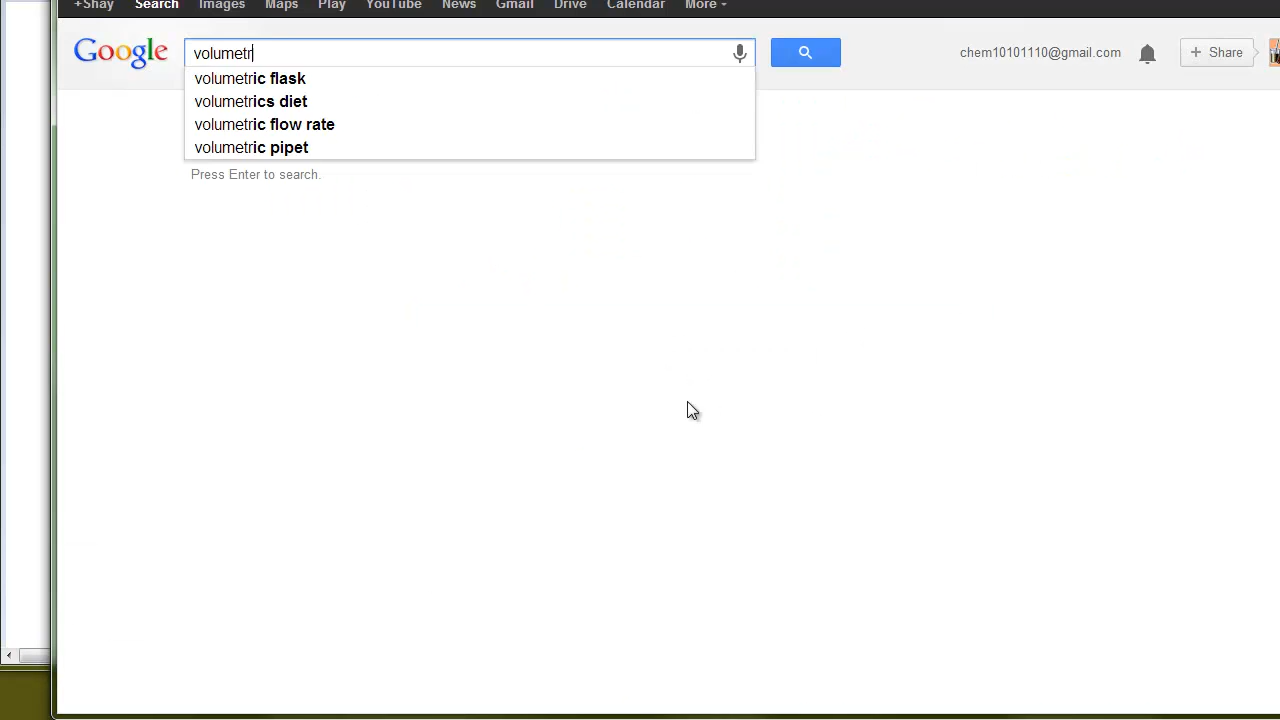 +Shay Search Images Maps Play YouTube News Gmail Drive Calendar More
Google volumetr chem10101110@gmail.com + Share
volumetric flask
volumetrics diet
volumetric flow rate
volumetric pipet
Press Enter to search.